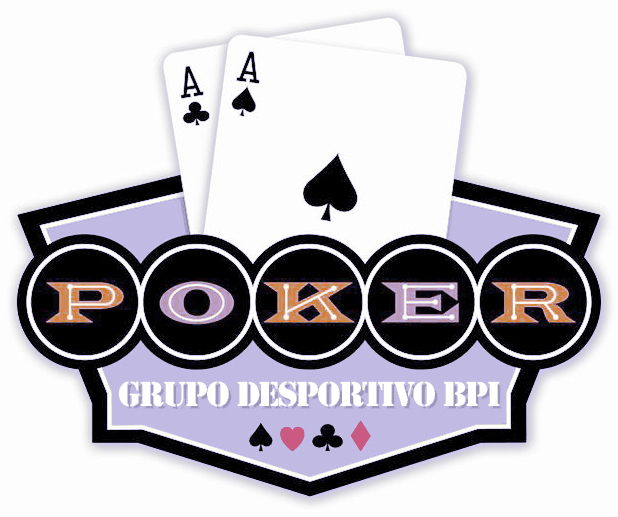 A
A
POKER
GRUPO DESPORTIVO BPI